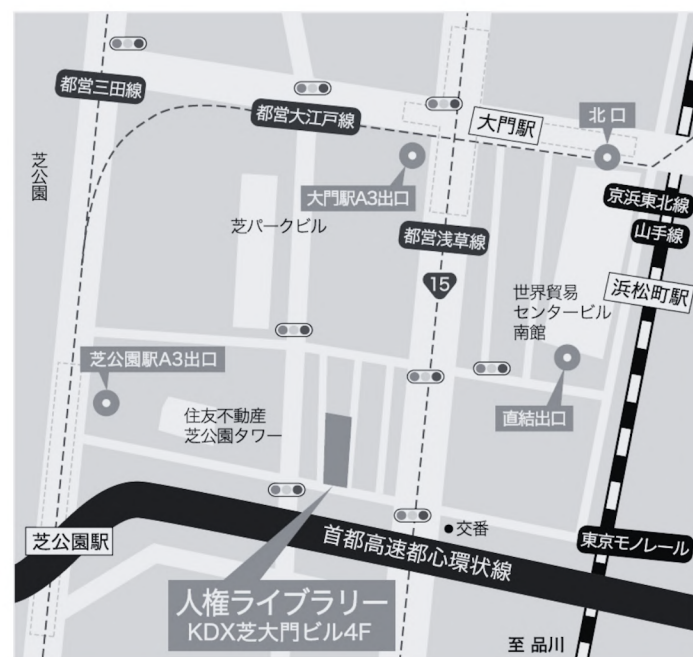 都営三田線
都営大江戸線
大門駅
北口
芝公園
大門駅A3出口
京浜東北線
山手線
芝パークビル
都営浅草線
15
世界貿易
センタービル
南館
浜松町駅
芝公園駅A3出口
住友不動産
芝公園タワー
直結出口
交番
芝公園駅
首都高速都心環状線
東京モノレール
人権ライブラリー
KDX芝大門ビル4F
至 品川